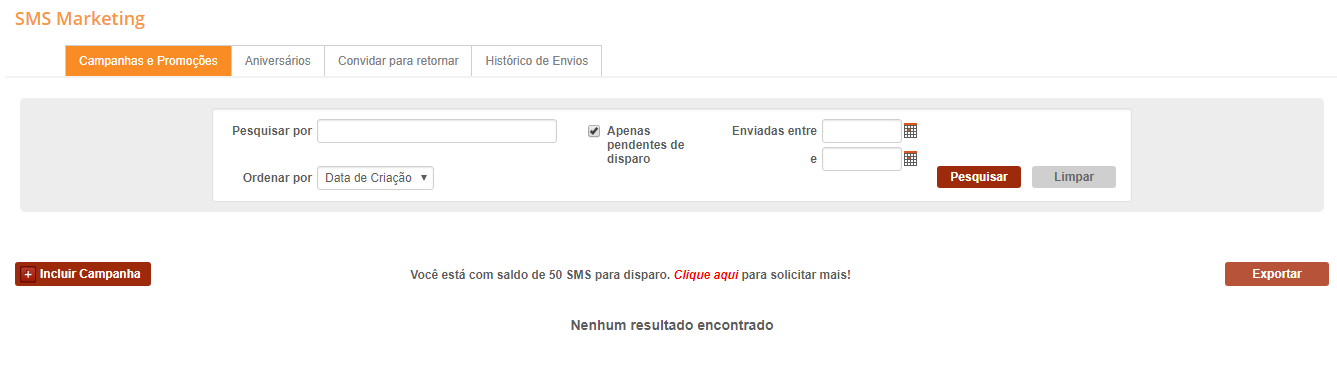 SMS Marketing
Campanhas e Promoções Aniversários Convidar para retornar Histórico de Envios
Pesquisar por Apenas pendentes de disparo Enviadas entre
e
Ordenar por Data de Criação Pesquisar Limpar
+ Incluir Campanha Você está com saldo de 50 SMS para disparo. Clique aqui para solicitar mais! Exportar
Nenhum resultado encontrado